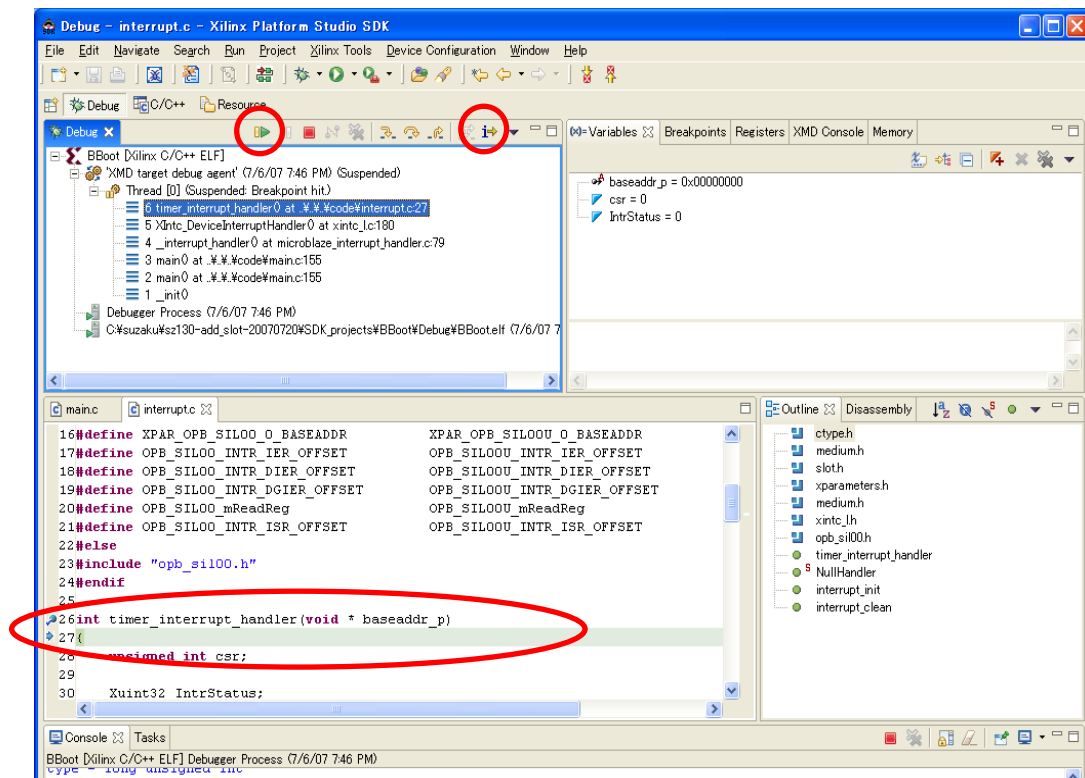 Debug - interrupt.c - Xilinx Platform Studio SDK
File Edit Navigate Search Run Project Xilinx Tools Device Configuration Window Help
Debug C/C++ Resource
Debug
BBoot [Xilinx C/C++ ELF]
'XMD target debug agent' (7/6/07 7:46 PM) (Suspended)
Thread [0] (Suspended: Breakpoint hit.)
6 timer_interrupt_handler() at ..¥.¥.¥code¥interrupt.c:27
5 XIntc_DeviceInterruptHandler() at xintc_l.c:180
4 _interrupt_handler() at microblaze_interrupt_handler.c:79
3 main() at ..¥.¥.¥code¥main.c:155
2 main() at ..¥.¥.¥code¥main.c:155
1 _init()
Debugger Process (7/6/07 7:46 PM)
C:¥suzaku¥sz130-add_slot-20070720¥SDK_projects¥BBoot¥Debug¥BBoot.elf (7/6/07 7
(x)= Variables Breakpoints Registers XMD Console Memory
baseaddr_p = 0x00000000
csr = 0
IntrStatus = 0
main.c interrupt.c
16#define XPAR_OPB_SIL00_0_BASEADDR XPAR_OPB_SIL00U_0_BASEADDR
17#define OPB_SIL00_INTR_IER_OFFSET OPB_SIL00U_INTR_IER_OFFSET
18#define OPB_SIL00_INTR_DIER_OFFSET OPB_SIL00U_INTR_DIER_OFFSET
19#define OPB_SIL00_INTR_DGIER_OFFSET OPB_SIL00U_INTR_DGIER_OFFSET
20#define OPB_SIL00_mReadReg OPB_SIL00U_mReadReg
21#define OPB_SIL00_INTR_ISR_OFFSET OPB_SIL00U_INTR_ISR_OFFSET
22#else
23#include "opb_sil00.h"
24#endif
25
26int timer_interrupt_handler(void * baseaddr_p)
27{
28 unsigned int csr;
29
30 Xuint32 IntrStatus;
Outline Disassembly
ctype.h
medium.h
slot.h
xparameters.h
medium.h
xintc_l.h
opb_sil00.h
timer_interrupt_handler
NullHandler
interrupt_init
interrupt_clean
Console Tasks
BBoot [Xilinx C/C++ ELF] Debugger Process (7/6/07 7:46 PM)
type = long unsigned int